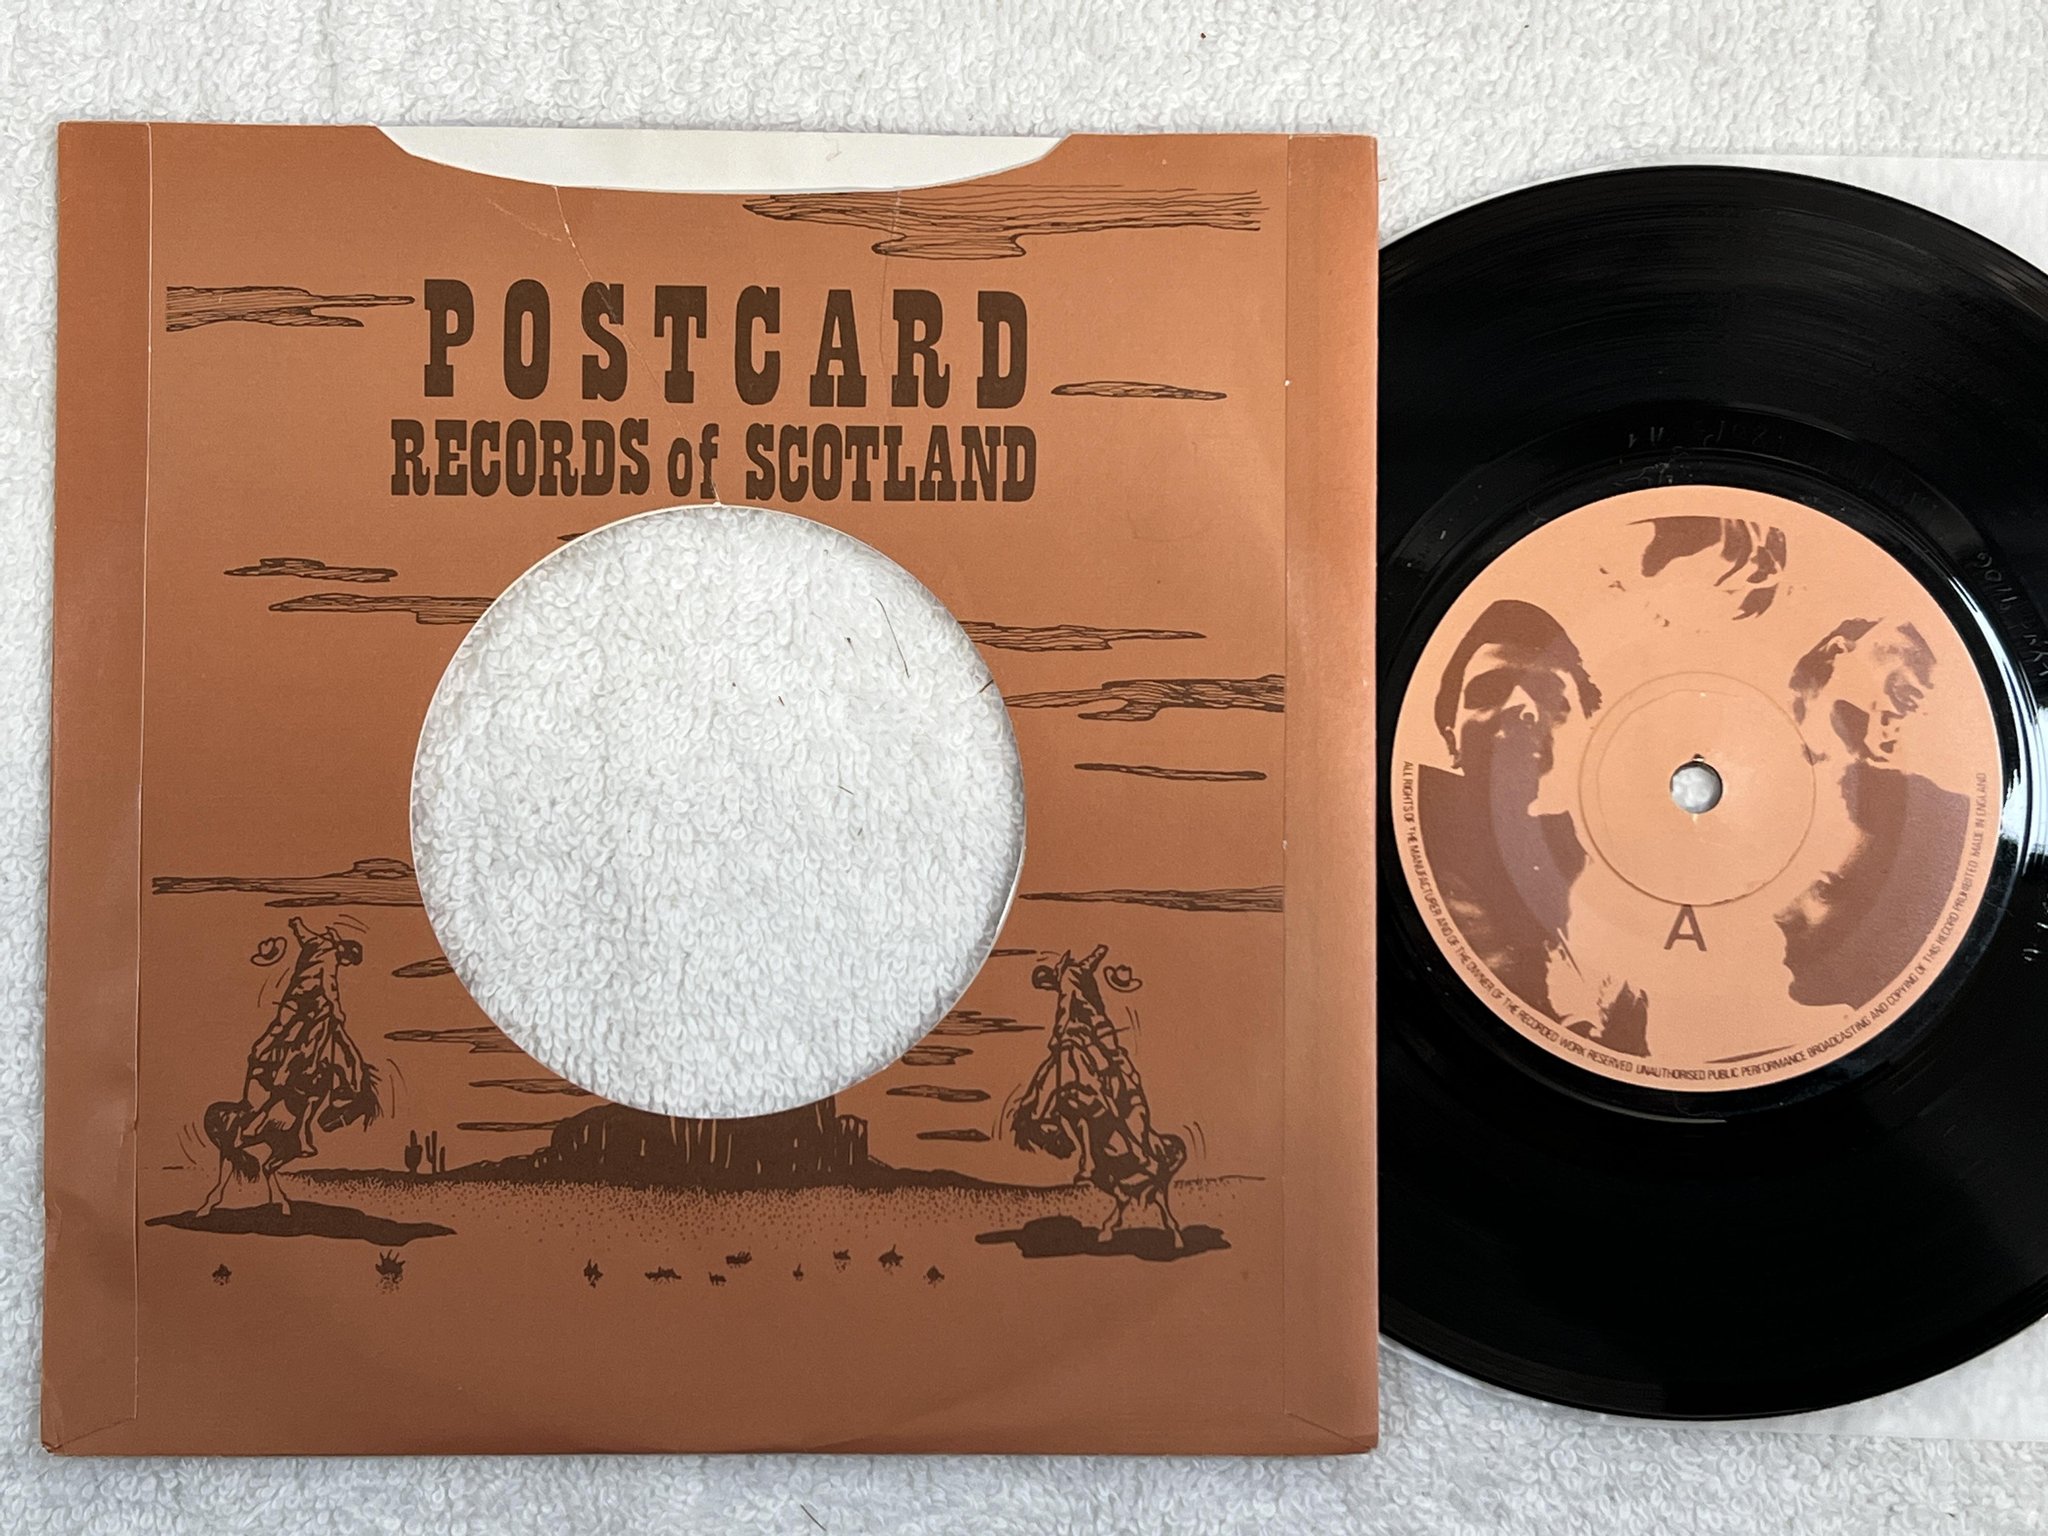 POSTCARD
RECORDS of SCOTLAND
A
ALL RIGHTS OF THE MANUFACTURER AND OF THE OWNER OF THE RECORDED WORK RESERVED UNAUTHORISED PUBLIC PERFORMANCE BROADCASTING AND COPYING OF THIS RECORD PROHIBITED MADE IN ENGLAND